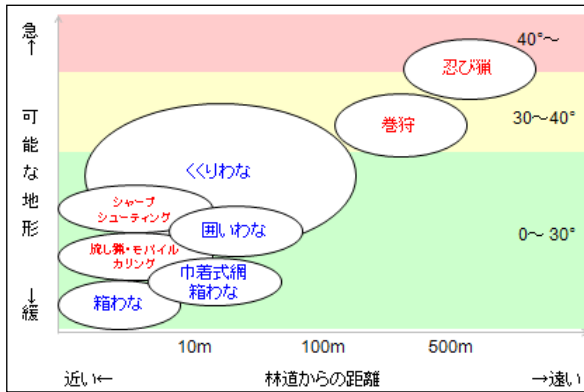 急
↑
可能な地形
↓
緩
40°～
忍び猟
30～40°
巻狩
くくりわな
シャープ
シューティング
囲いわな
0～30°
流し猟・モバイル
カリング
巾着式網
箱わな
箱わな
10m
100m
500m
近い←
林道からの距離
→遠い